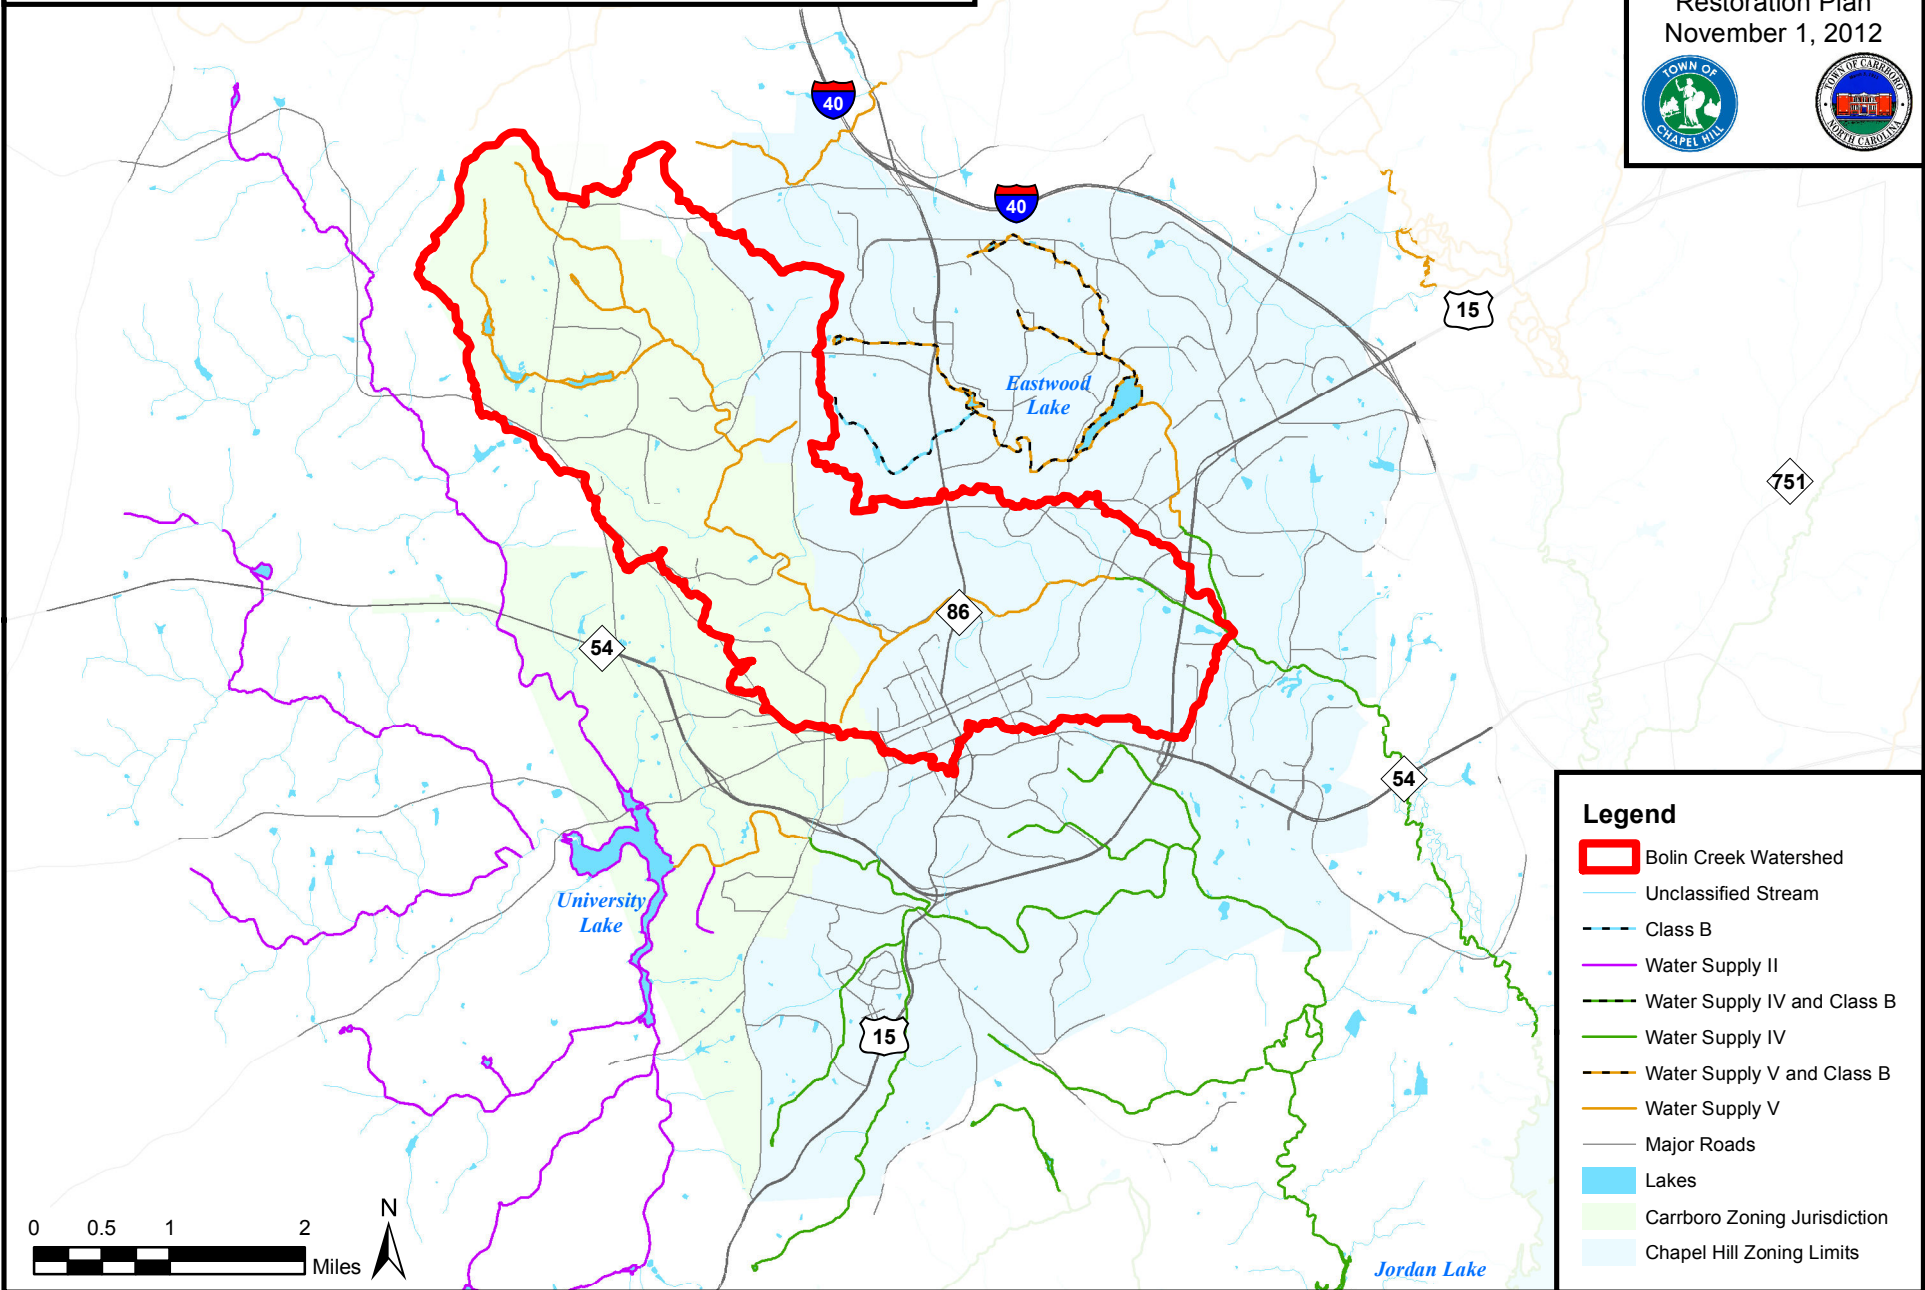 Restoration Plan
November 1, 2012
TOWN OF
CHAPEL HILL
TOWN OF CARRBORO
NORTH CAROLINA
40
40
15
Eastwood
Lake
751
86
54
54
University
Lake
15
Jordan Lake
Legend
Bolin Creek Watershed
Unclassified Stream
Class B
Water Supply II
Water Supply IV and Class B
Water Supply IV
Water Supply V and Class B
Water Supply V
Major Roads
Lakes
Carrboro Zoning Jurisdiction
Chapel Hill Zoning Limits
0 0.5 1 2
Miles
N